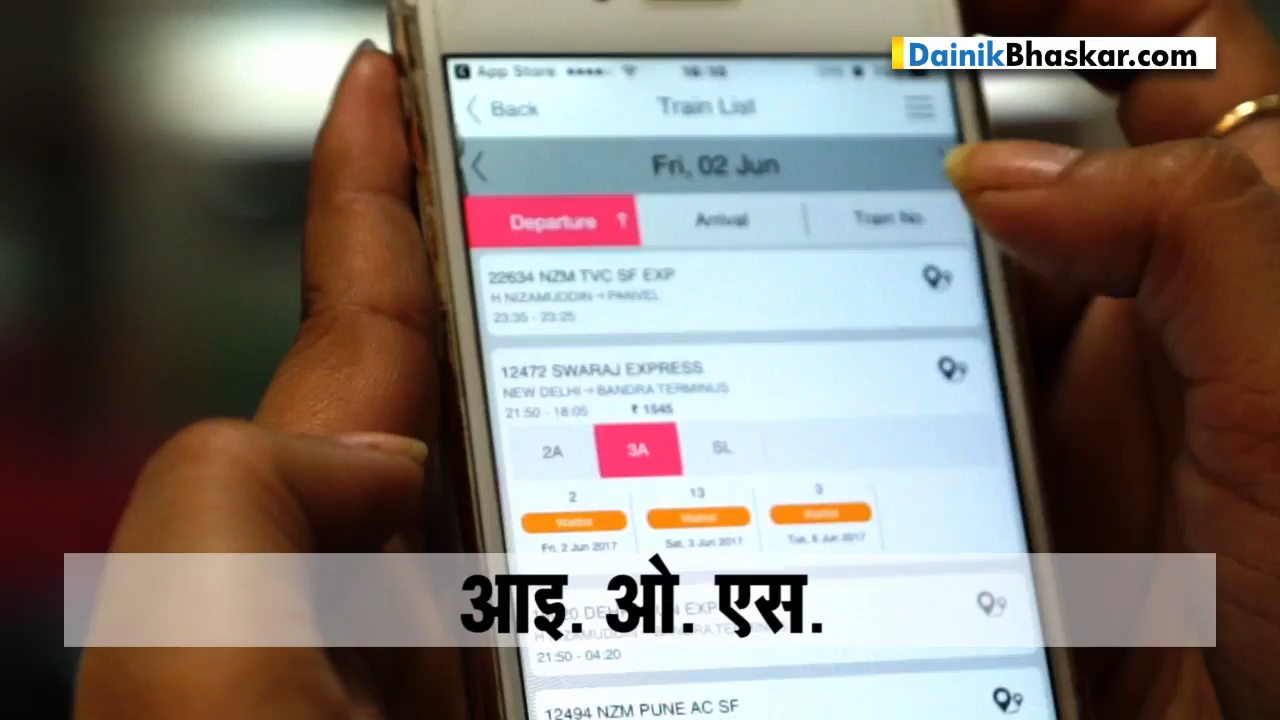 DainikBhaskar.com
App Store
Back
Train List
Fri, 02 Jun
Departure
Arrival
Train No.
22634 NZM TVC SF EXP
H NIZAMUDDIN → PANVEL
23:35 - 23:25
12472 SWARAJ EXPRESS
NEW DELHI → BANDRA TERMINUS
21:50 - 18:05 ₹ 1545
2A 3A SL
2 13 3
Waitlist Waitlist Waitlist
Fri, 2 Jun 2017 Sat, 3 Jun 2017 Tue, 6 Jun 2017
आइ. ओ. एस.
21:50 - 04:20
12494 NZM PUNE AC SF